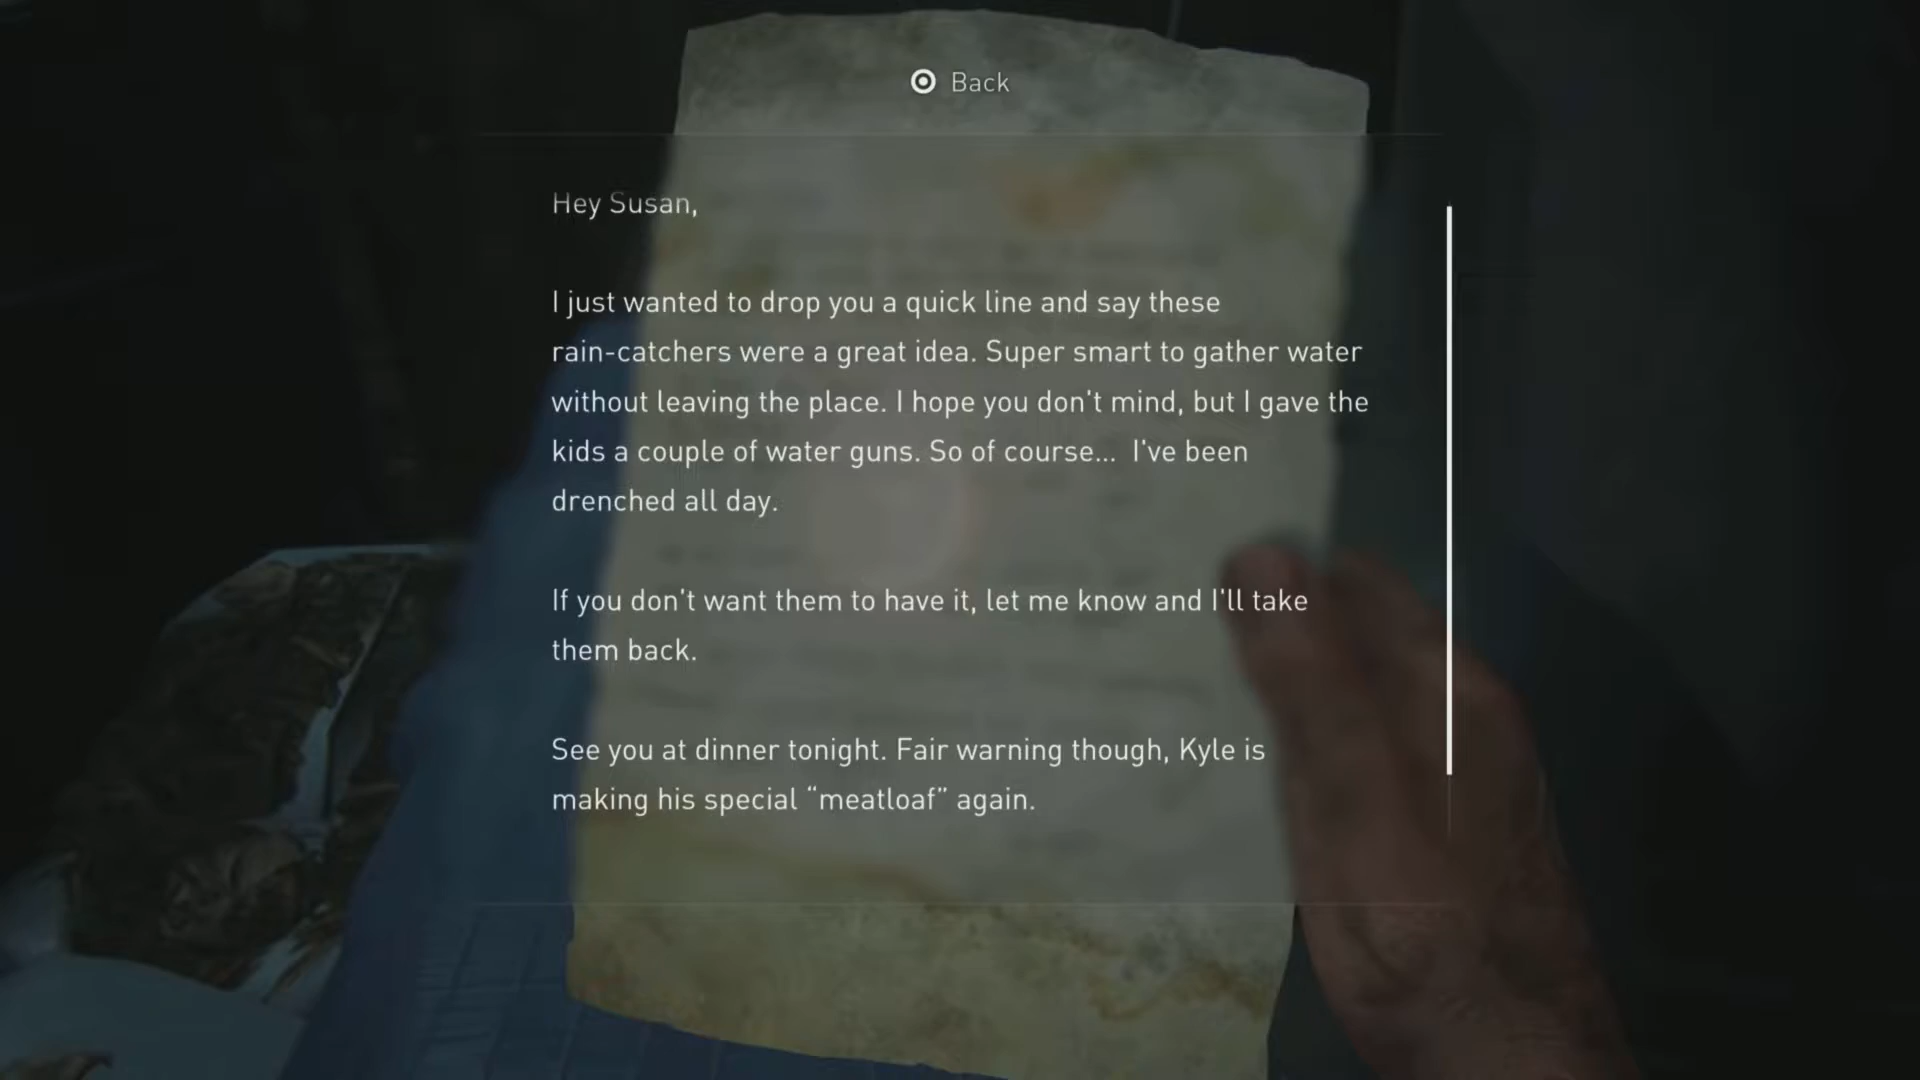 Back
Hey Susan,
I just wanted to drop you a quick line and say these
rain-catchers were a great idea. Super smart to gather water
without leaving the place. I hope you don't mind, but I gave the
kids a couple of water guns. So of course... I've been
drenched all day.
If you don't want them to have it, let me know and I'll take
them back.
See you at dinner tonight. Fair warning though, Kyle is
making his special “meatloaf” again.